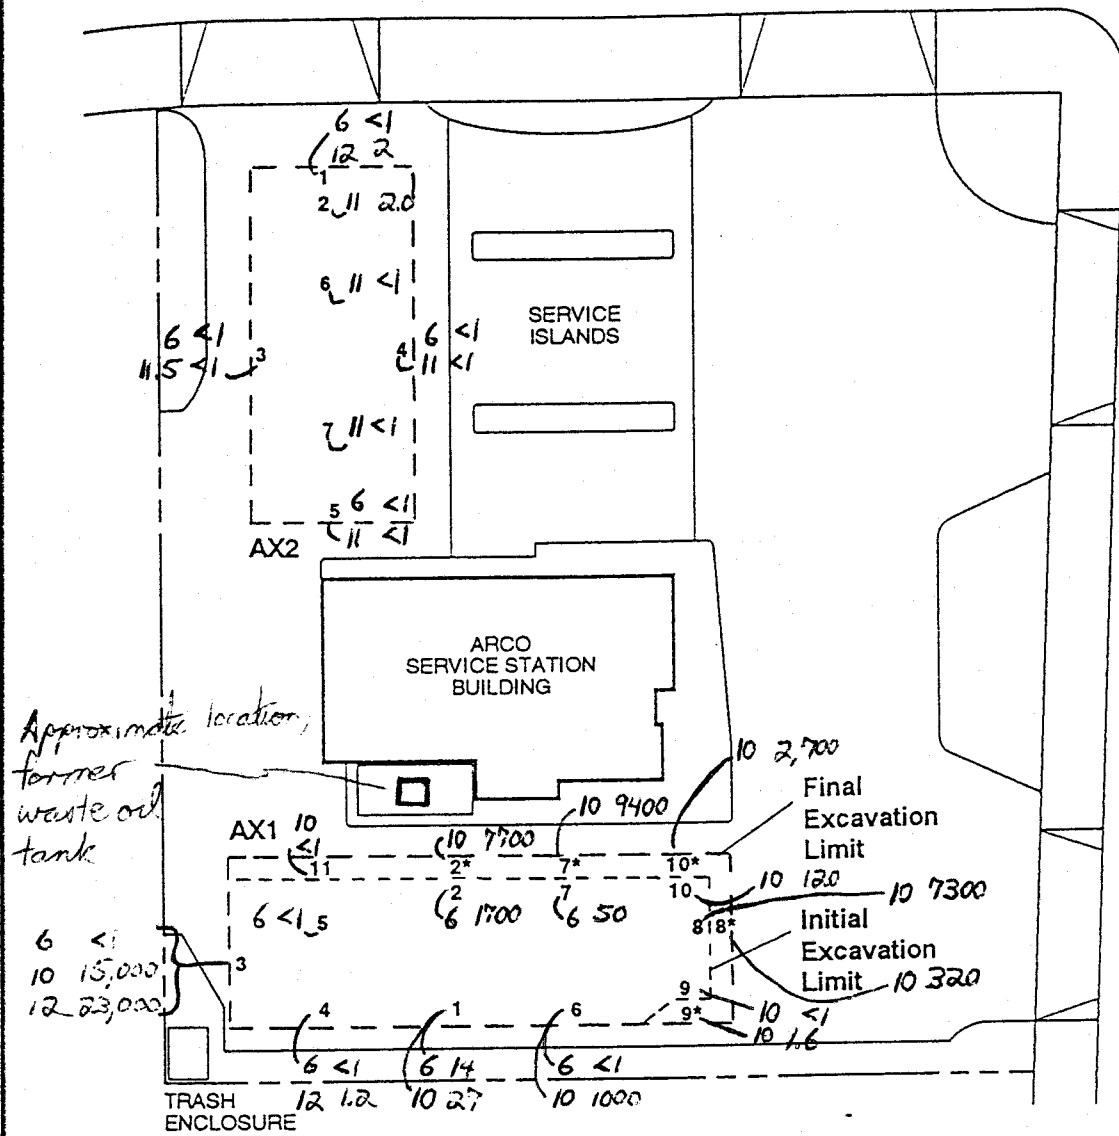 6 <1
12 2
1
2 11 2.0
6 11 <1
SERVICE
ISLANDS
6 <1
11.5 <1 3
4 6 <1
11 <1
7 11 <1
5 6 <1
11 <1
AX2
ARCO
SERVICE STATION
BUILDING
Approximate location,
former
waste oil
tank
10 2,700
Final
Excavation
Limit
AX1
10
<1
11
10 7700
2*
10 9400
7*
10*
2
6 1700
7
6 50
10
10 120
10 7300
8 8*
Initial
Excavation
Limit
10 320
6 <1 5
6 <1
10 15,000
12 23,000
3
9
9*
10 <1
10 1.6
4
1
6
6 <1
12 1.2
6 14
10 27
6 <1
10 1000
TRASH
ENCLOSURE